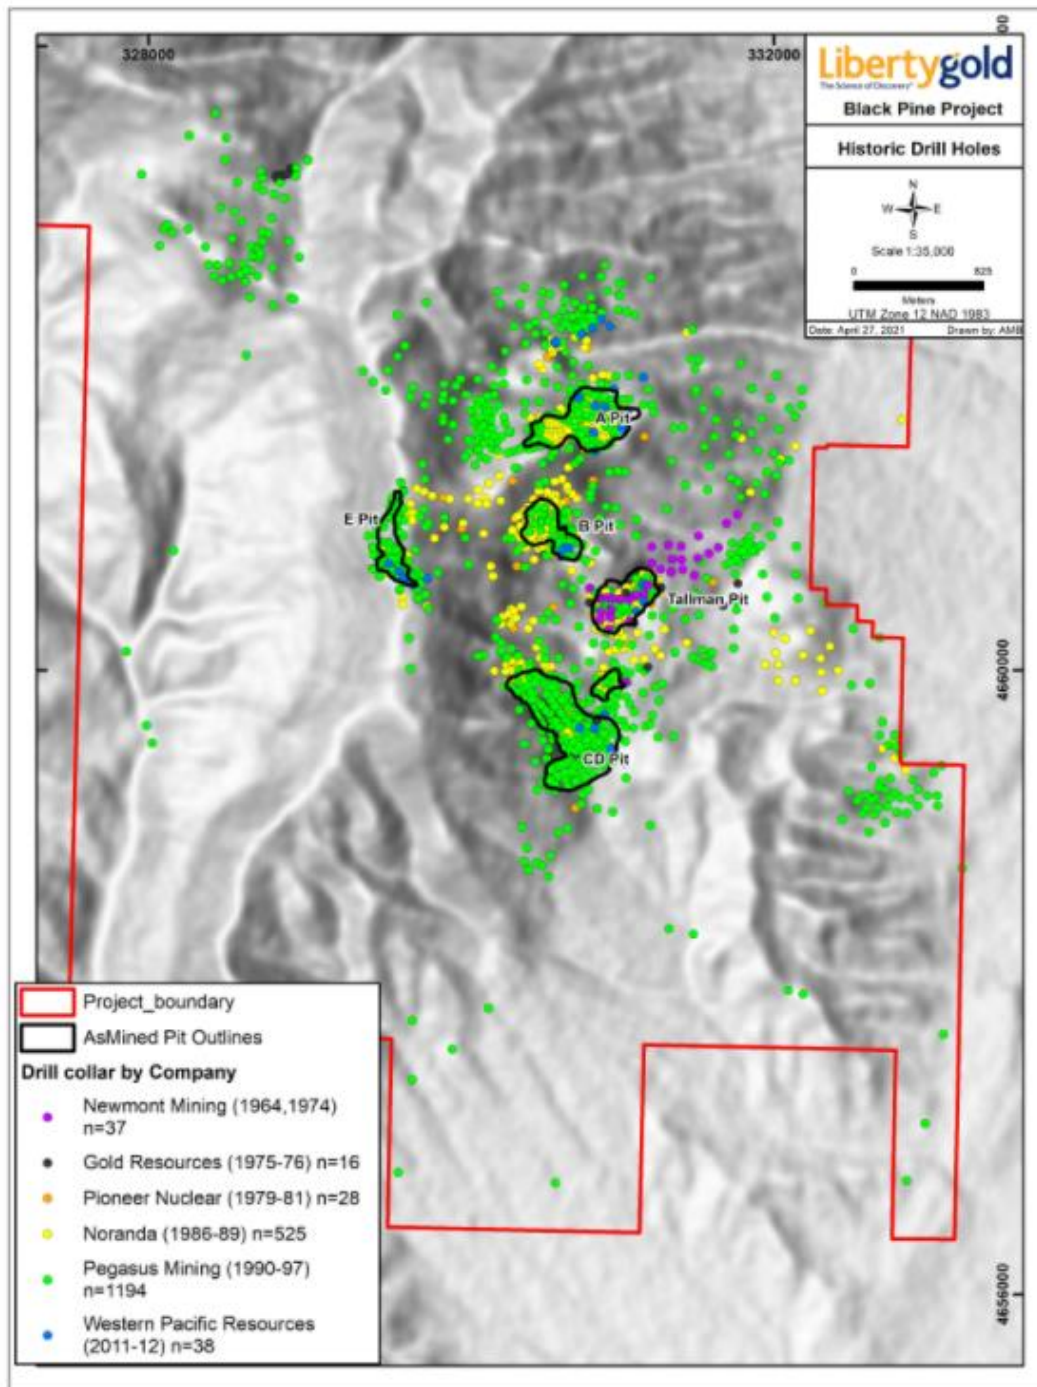 328000
332000
00
Libertygold
The Science of Discovery
Black Pine Project
Historic Drill Holes
N
W E
S
Scale 1:35,000
0 825
Meters
UTM Zone 12 NAD 1983
Date: April 27, 2021 Drawn by: AMB
A Pit
E Pit
B Pit
Tallman Pit
4660000
CD Pit
Project_boundary
AsMined Pit Outlines
Drill collar by Company
Newmont Mining (1964,1974)
n=37
Gold Resources (1975-76) n=16
Pioneer Nuclear (1979-81) n=28
Noranda (1986-89) n=525
Pegasus Mining (1990-97)
n=1194
Western Pacific Resources
(2011-12) n=38
4656000